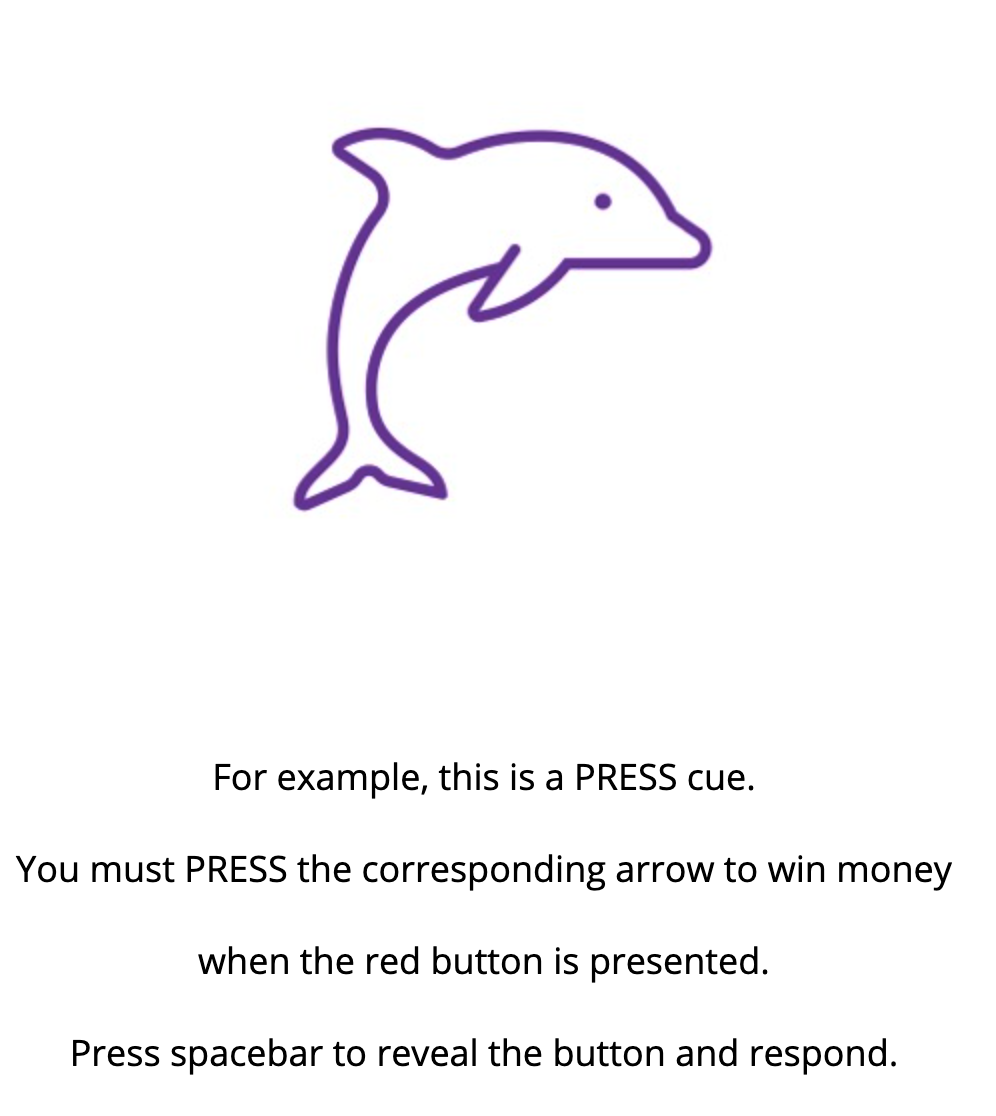 For example, this is a PRESS cue.
You must PRESS the corresponding arrow to win money
when the red button is presented.
Press spacebar to reveal the button and respond.